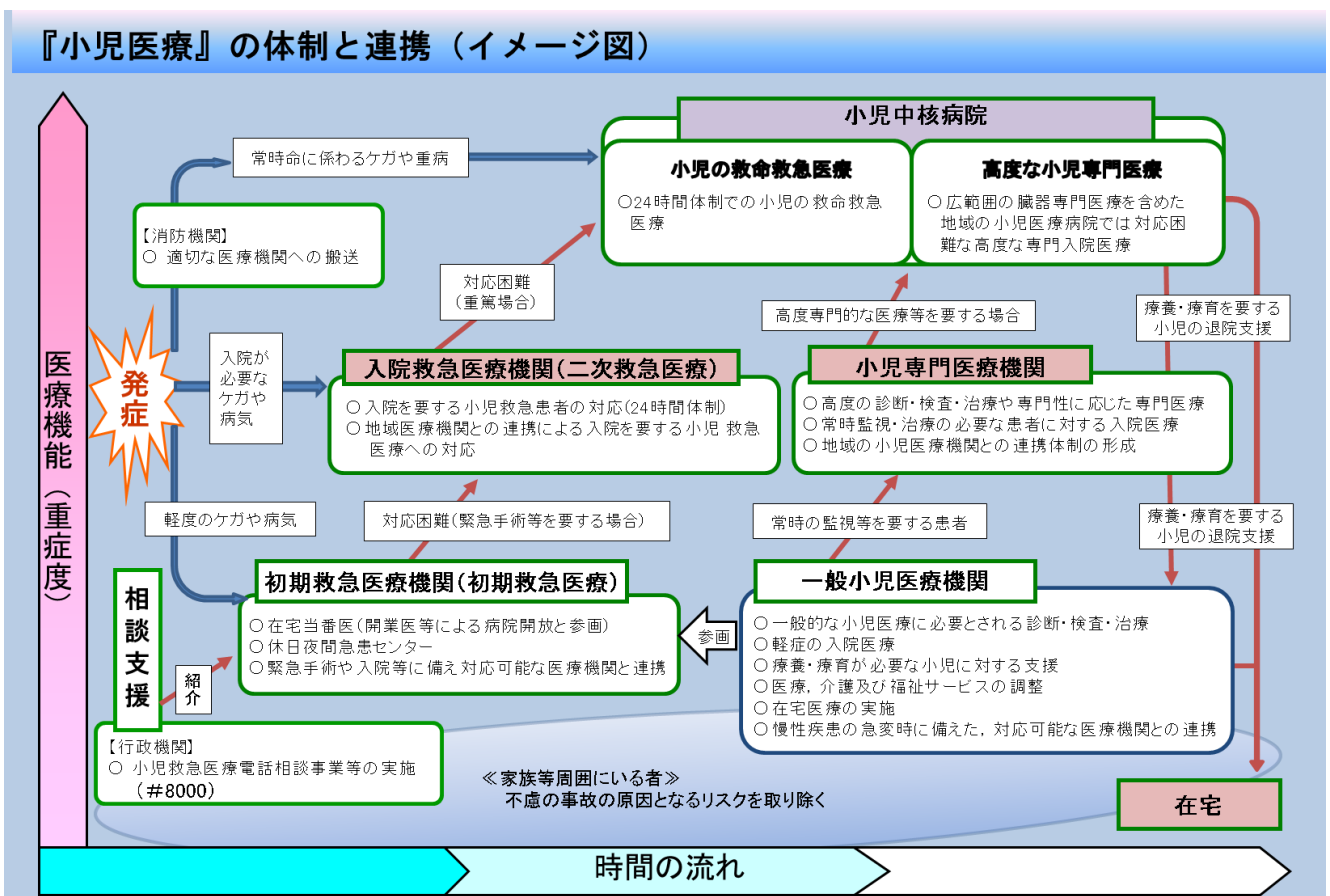 『小児医療』の体制と連携（イメージ図）
医療機能（重症度）
小児中核病院
小児の救命救急医療
○24時間体制での小児の救命救急
医療
高度な小児専門医療
○広範囲の臓器専門医療を含めた
地域の小児医療病院では対応困
難な高度な専門入院医療
常時命に係わるケガや重病
【消防機関】
○ 適切な医療機関への搬送
対応困難
（重篤場合）
高度専門的な医療等を要する場合
療養・療育を要する
小児の退院支援
発症
入院が
必要な
ケガや
病気
入院救急医療機関（二次救急医療）
○入院を要する小児救急患者の対応（24時間体制）
○地域医療機関との連携による入院を要する小児 救急
医療への対応
小児専門医療機関
○高度の診断・検査・治療や専門性に応じた専門医療
○常時監視・治療の必要な患者に対する入院医療
○地域の小児医療機関との連携体制の形成
軽度のケガや病気
対応困難（緊急手術等を要する場合）
常時の監視等を要する患者
療養・療育を要する
小児の退院支援
相談支援
紹介
初期救急医療機関（初期救急医療）
○在宅当番医（開業医等による病院開放と参画）
○休日夜間急患センター
○緊急手術や入院等に備え対応可能な医療機関と連携
参画
一般小児医療機関
○一般的な小児医療に必要とされる診断・検査・治療
○軽症の入院医療
○療養・療育が必要な小児に対する支援
○医療，介護及び福祉サービスの調整
○在宅医療の実施
○慢性疾患の急変時に備えた，対応可能な医療機関との連携
【行政機関】
○ 小児救急医療電話相談事業等の実施
（＃8000）
≪家族等周囲にいる者≫
不慮の事故の原因となるリスクを取り除く
在宅
時間の流れ